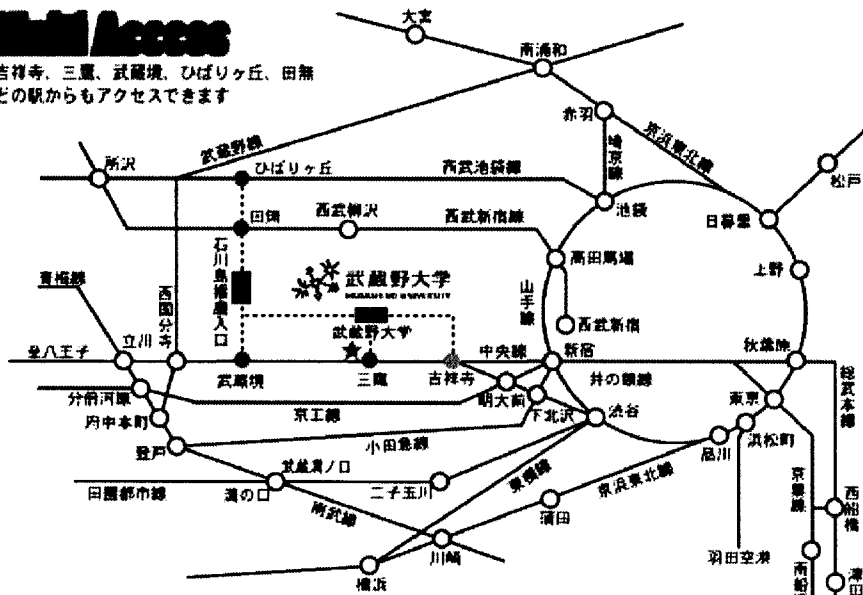 Access
吉祥寺、三鷹、武蔵境、ひばりヶ丘、田無
どの駅からもアクセスできます
大宮
南浦和
赤羽
京浜東北線
埼京線
武蔵野線
所沢
ひばりヶ丘
西武池袋線
池袋
松戸
日暮里
田無
西武柳沢
西武新宿線
高田馬場
上野
石川島播磨入口
武蔵野大学
MUSASHINO UNIVERSITY
山手線
西武新宿
青梅線
西国分寺
立川
武蔵野大学
至八王子
武蔵境
三鷹
吉祥寺
中央線
新宿
秋葉原
井の頭線
総武本線
分倍河原
府中本町
京王線
明大前
下北沢
渋谷
東京
浜松町
品川
登戸
小田急線
武蔵溝ノ口
田園都市線
溝の口
二子玉川
東横線
京浜東北線
京葉線
西船橋
南武線
蒲田
川崎
横浜
羽田空港
南船
津田